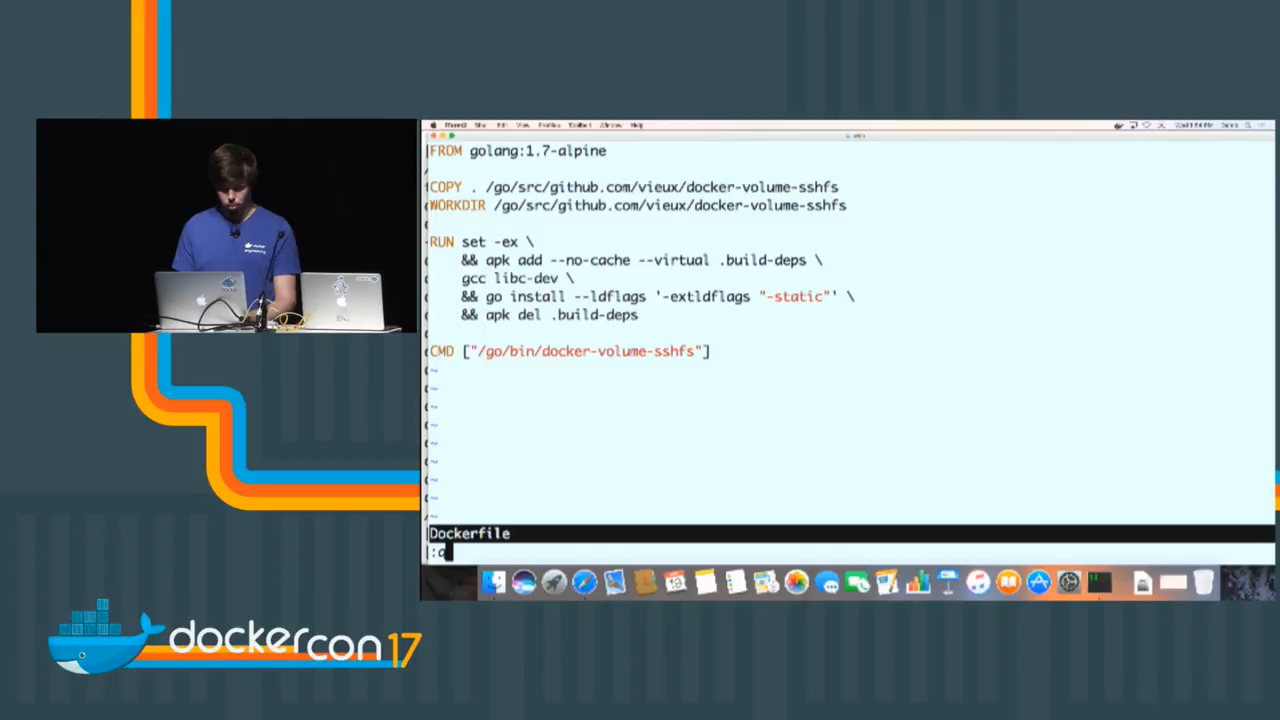 FROM golang:1.7-alpine
COPY . /go/src/github.com/vieux/docker-volume-sshfs
WORKDIR /go/src/github.com/vieux/docker-volume-sshfs
RUN set -ex \
&& apk add --no-cache --virtual .build-deps \
gcc libc-dev \
&& go install --ldflags '-extldflags "-static"' \
&& apk del .build-deps
CMD ["/go/bin/docker-volume-sshfs"]
~
~
~
~
~
~
~
~
~
Dockerfile
docker
dockercon 17